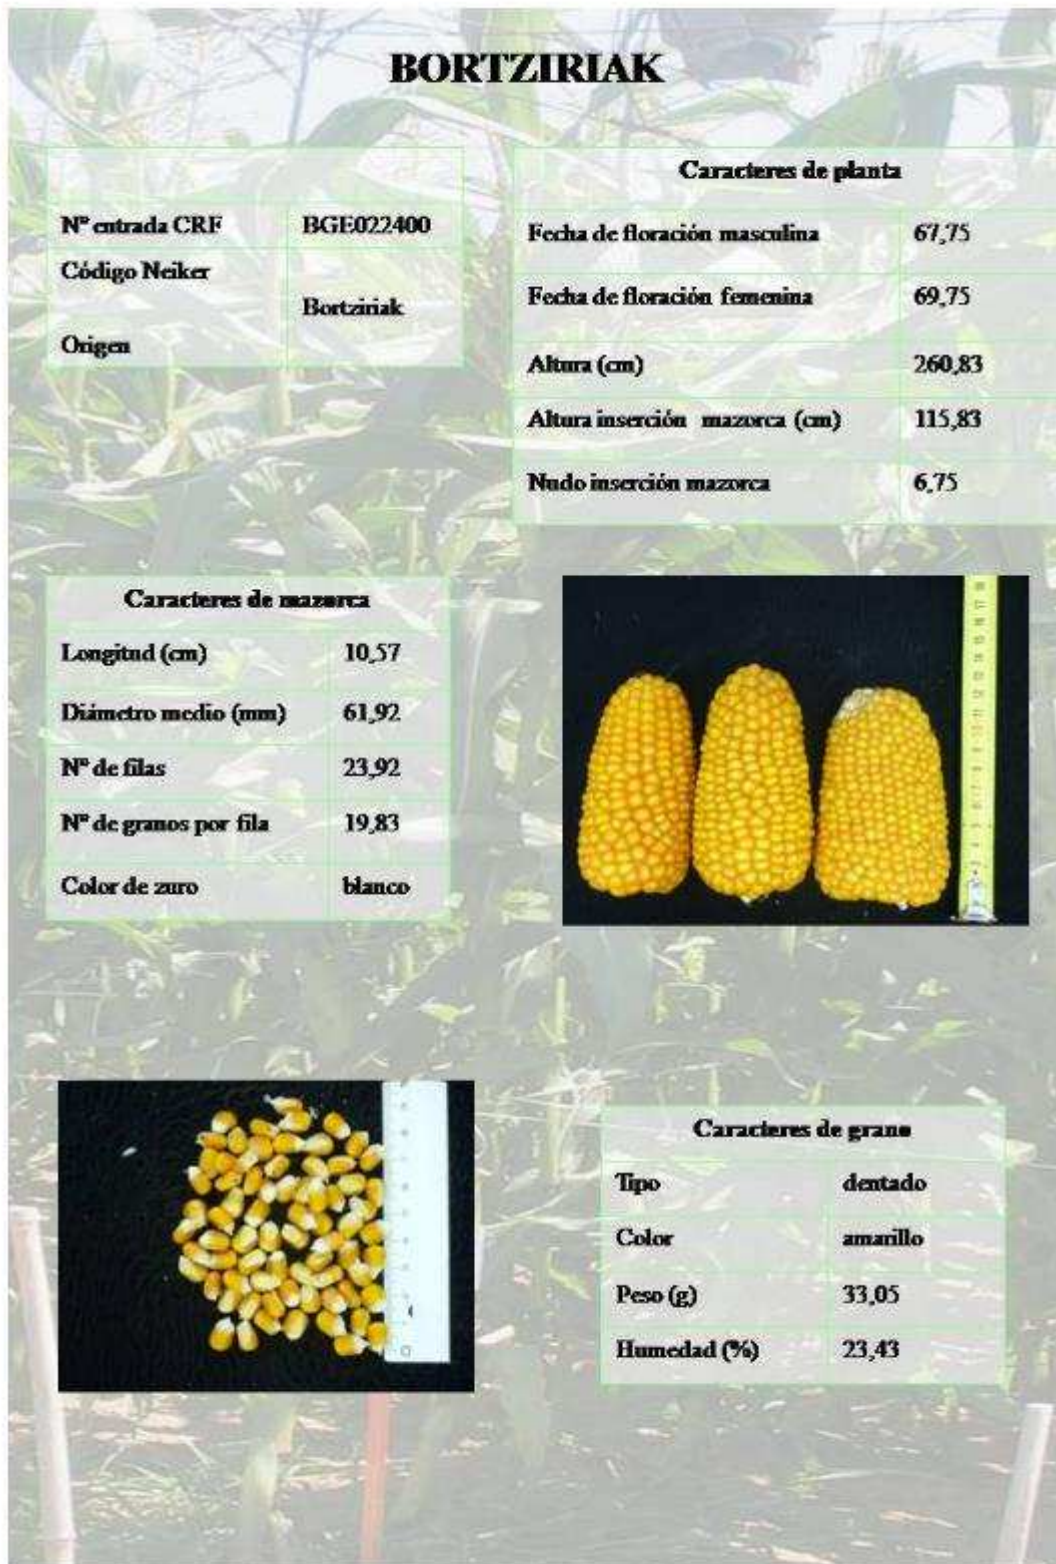 BORTZIRIAK
Nº entrada CRF BGE022400
Código Neiker
Bortziriak
Origen
Caracteres de planta
Fecha de floración masculina 67,75
Fecha de floración femenina 69,75
Altura (cm) 260,83
Altura inserción mazorca (cm) 115,83
Nudo inserción mazorca 6,75
Caracteres de mazorca
Longitud (cm) 10,57
Diámetro medio (mm) 61,92
Nº de filas 23,92
Nº de granos por fila 19,83
Color de zuro blanco
Caracteres de grano
Tipo dentado
Color amarillo
Peso (g) 33,05
Humedad (%) 23,43